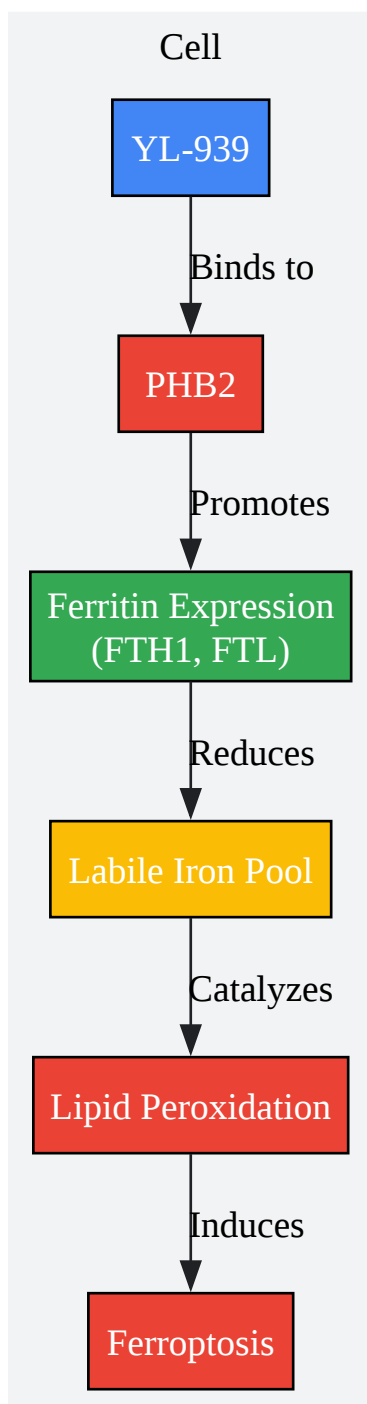 Cell
YL-939
Binds to
PHB2
Promotes
Ferritin Expression
(FTH1, FTL)
Reduces
Labile Iron Pool
Catalyzes
Lipid Peroxidation
Induces
Ferroptosis